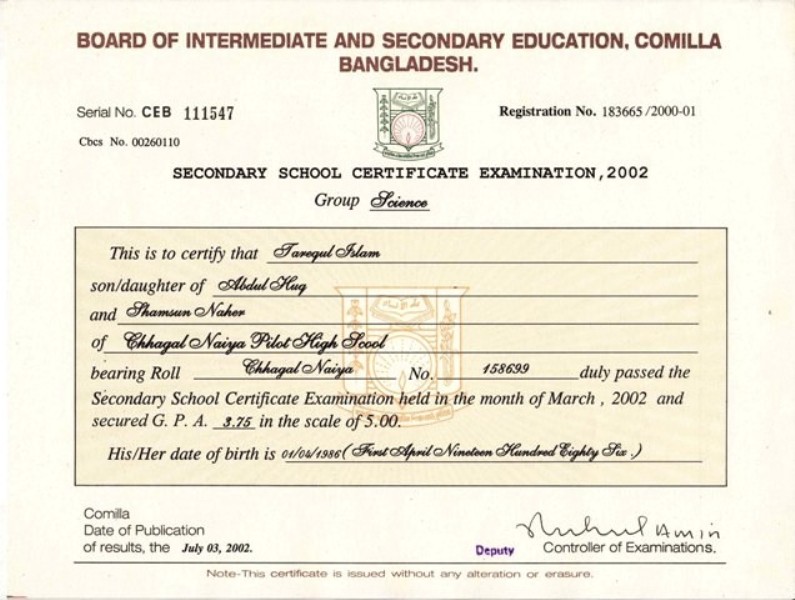 BOARD OF INTERMEDIATE AND SECONDARY EDUCATION, COMILLA
BANGLADESH.
Serial No. CEB 111547
Registration No. 183665/2000-01
Cbcs No. 00260110
SECONDARY SCHOOL CERTIFICATE EXAMINATION,2002
Group Science
This is to certify that Taregul Islam
son/daughter of Abdul Huq
and Shamsun Naher
of Chhagal Naiya Pilot High Scool
bearing Roll Chhagal Naiya No. 158699 duly passed the
Secondary School Certificate Examination held in the month of March , 2002 and
secured G. P. A. 3.75 in the scale of 5.00.
His/Her date of birth is 01/04/1986 ( First April Nineteen Hundred Eighty Six .)
Comilla
Date of Publication
of results, the July 03, 2002.
Amin
Deputy Controller of Examinations.
Note-This certificate is issued without any alteration or erasure.